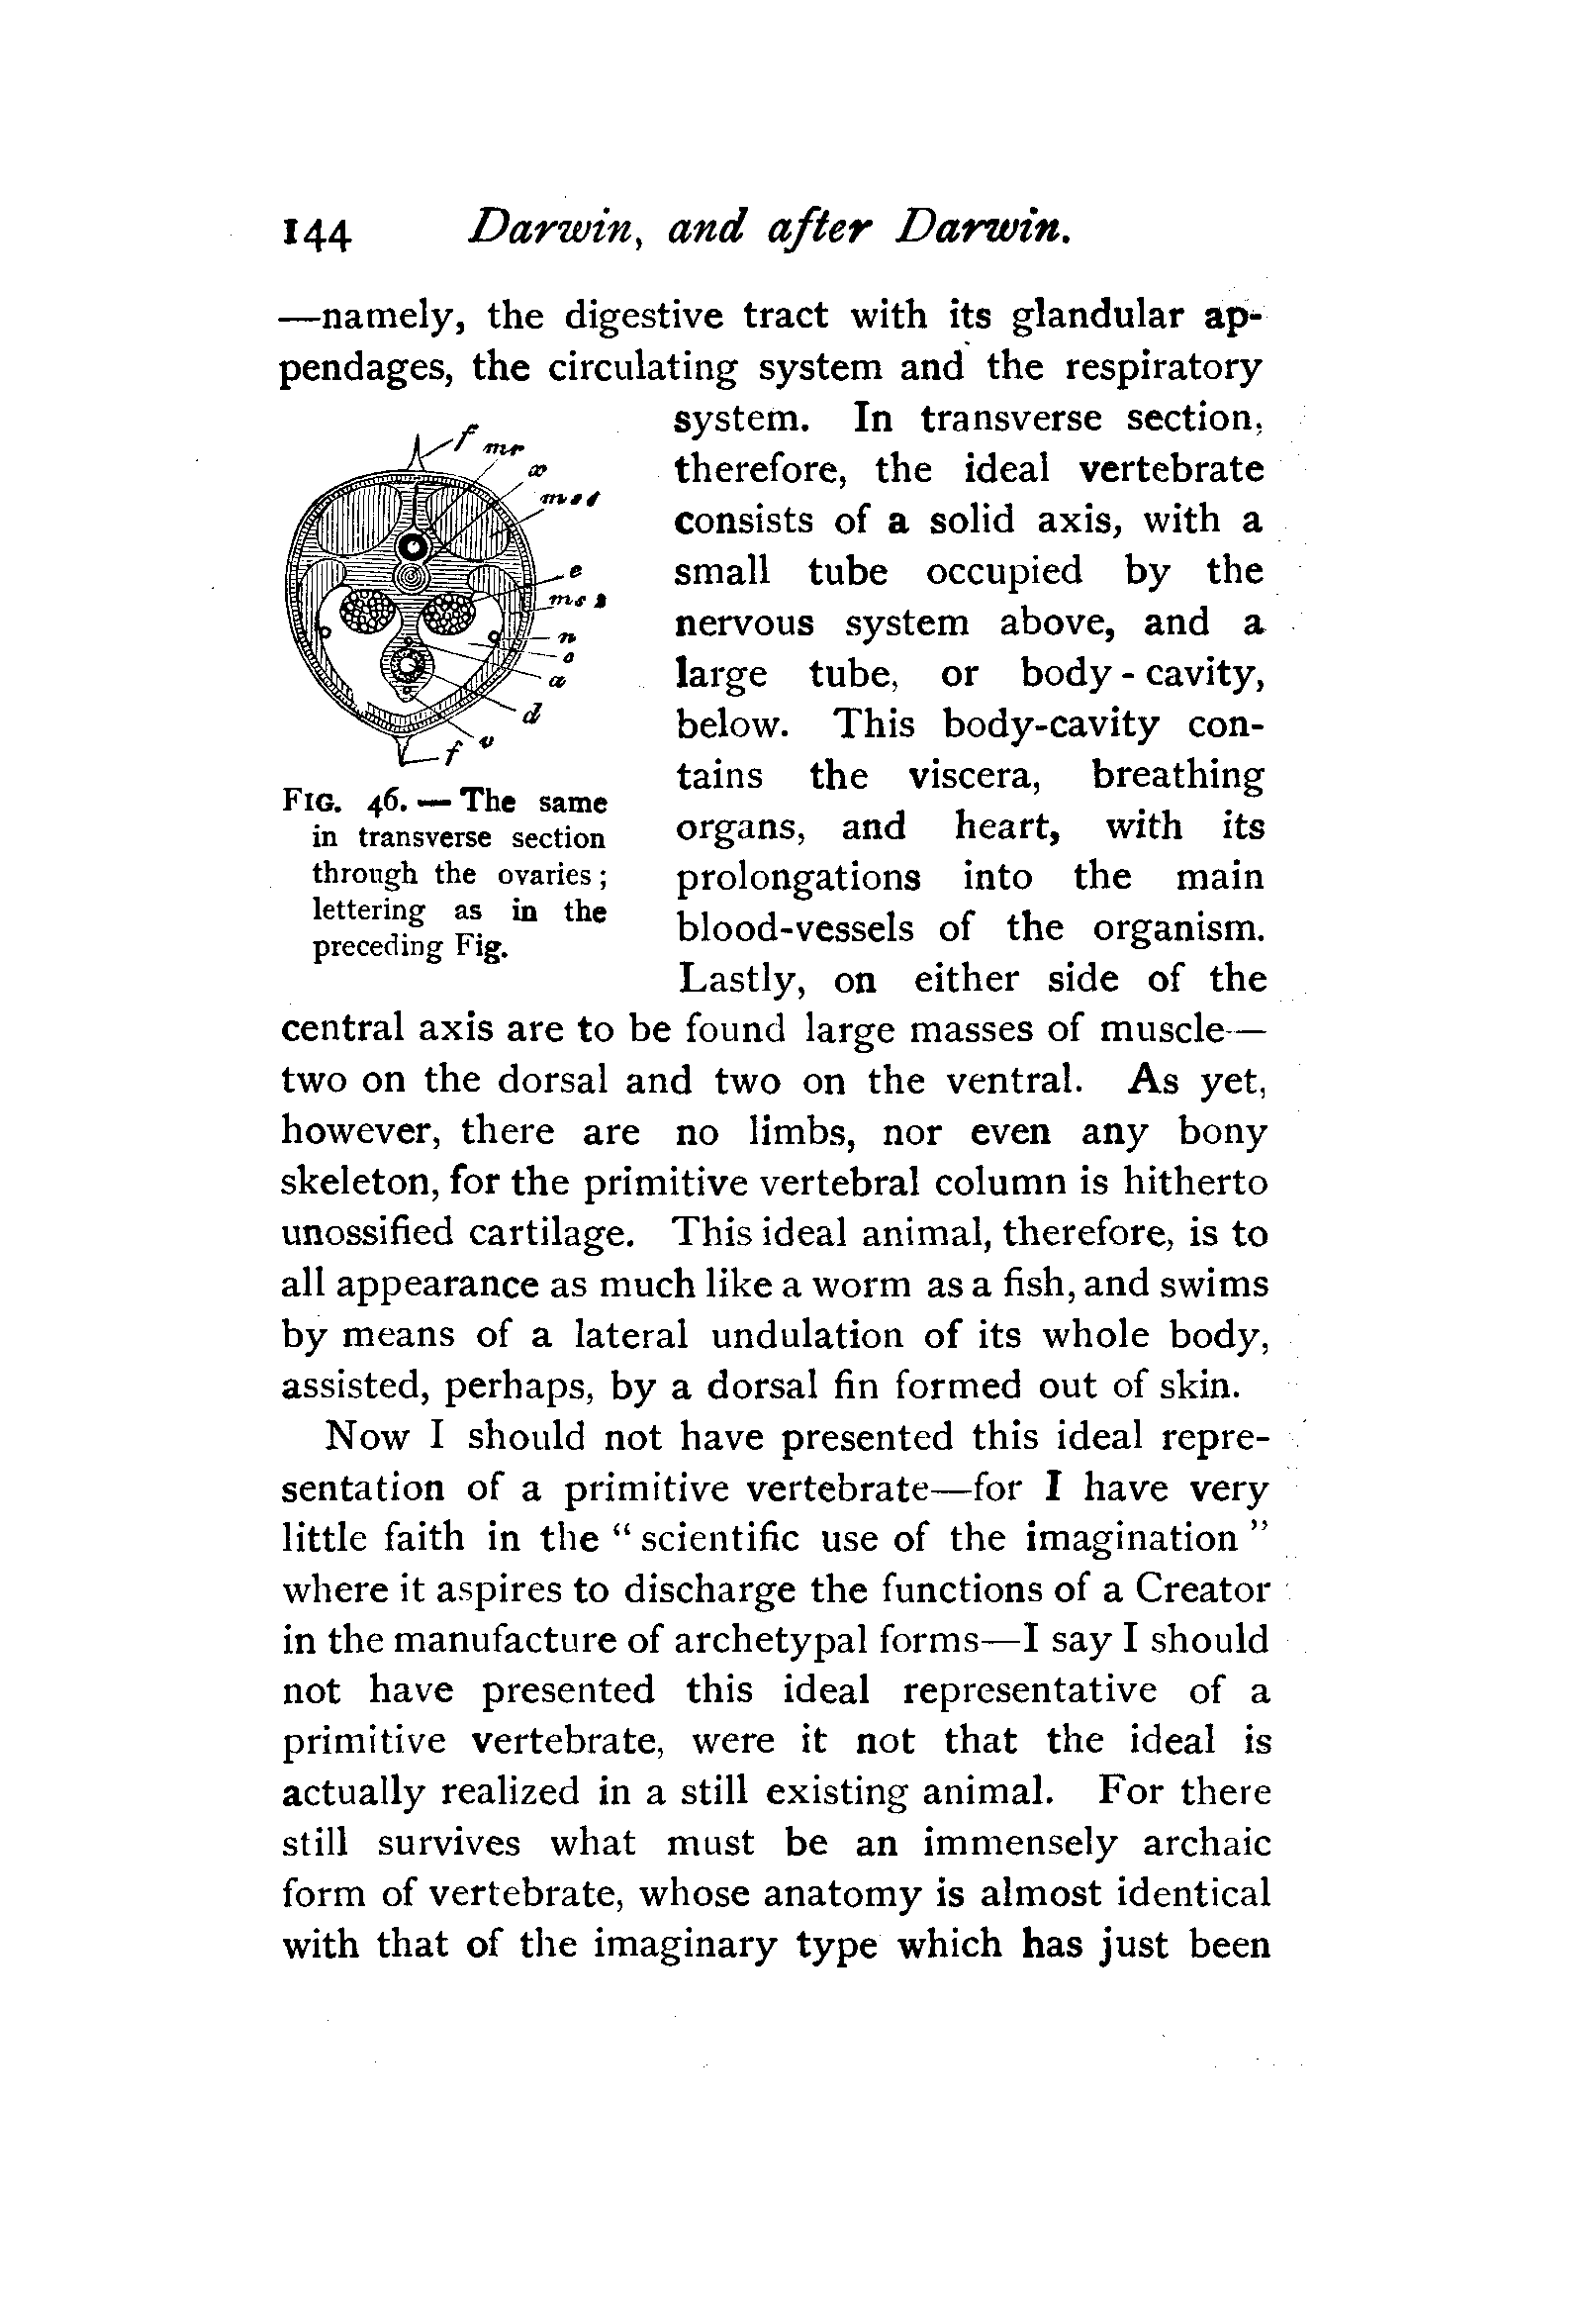 144 Darwin, and after Darwin.
—namely, the digestive tract with its glandular ap-
pendages, the circulating system and the respiratory
system. In transverse section,
therefore, the ideal vertebrate
consists of a solid axis, with a
small tube occupied by the
nervous system above, and a
large tube, or body-cavity,
below. This body-cavity con-
tains the viscera, breathing
organs, and heart, with its
prolongations into the main
blood-vessels of the organism.
Lastly, on either side of the
f
mr
x
ms 1
e
ms 2
n
c
a
d
v
f
FIG. 46.—The same
in transverse section
through the ovaries;
lettering as in the
preceding Fig.
central axis are to be found large masses of muscle—
two on the dorsal and two on the ventral. As yet,
however, there are no limbs, nor even any bony
skeleton, for the primitive vertebral column is hitherto
unossified cartilage. This ideal animal, therefore, is to
all appearance as much like a worm as a fish, and swims
by means of a lateral undulation of its whole body,
assisted, perhaps, by a dorsal fin formed out of skin.
Now I should not have presented this ideal repre-
sentation of a primitive vertebrate—for I have very
little faith in the "scientific use of the imagination"
where it aspires to discharge the functions of a Creator
in the manufacture of archetypal forms—I say I should
not have presented this ideal representative of a
primitive vertebrate, were it not that the ideal is
actually realized in a still existing animal. For there
still survives what must be an immensely archaic
form of vertebrate, whose anatomy is almost identical
with that of the imaginary type which has just been